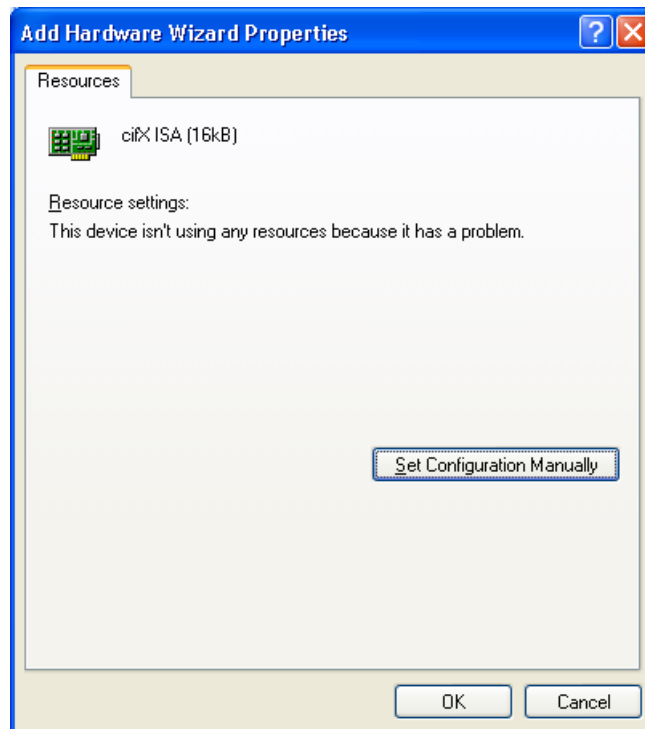 Add Hardware Wizard Properties
Resources
cifX ISA (16kB)
Resource settings:
This device isn't using any resources because it has a problem.
Set Configuration Manually
OK Cancel